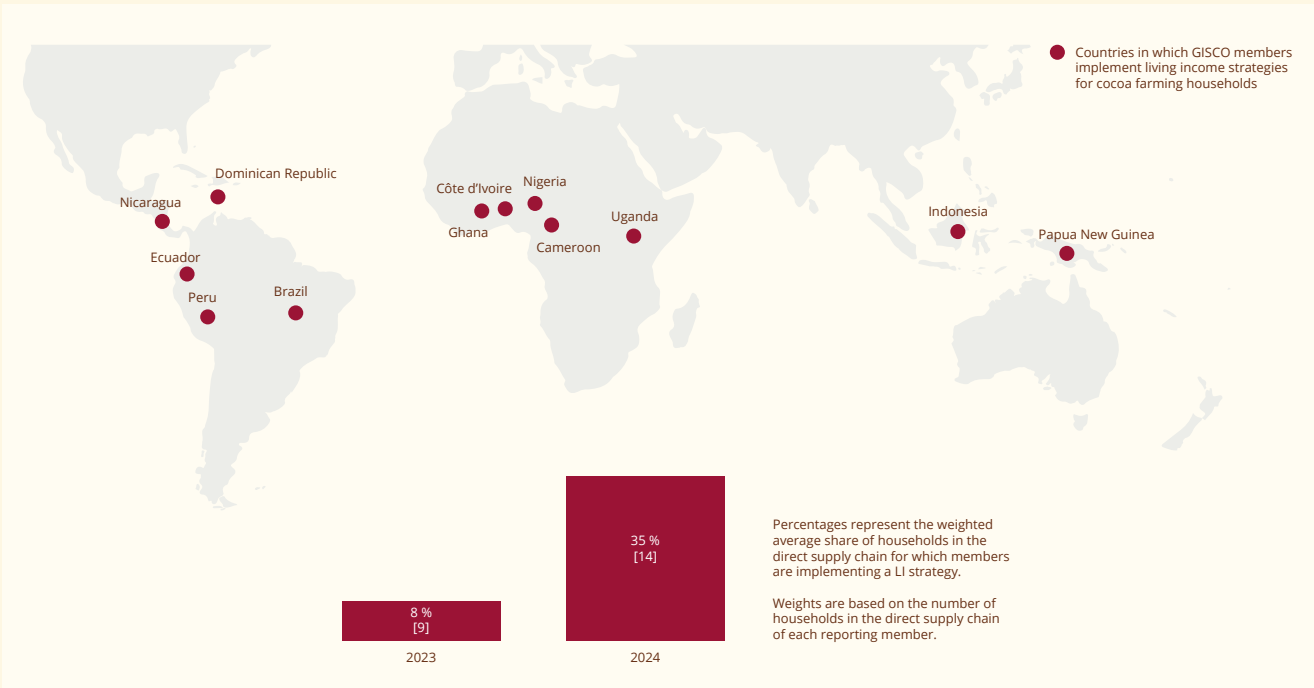 Countries in which GISCO members
implement living income strategies
for cocoa farming households
Dominican Republic
Nicaragua
Ecuador
Peru
Brazil
Côte d'Ivoire
Nigeria
Ghana
Cameroon
Uganda
Indonesia
Papua New Guinea
35 %
[14]
8 %
[9]
2023
2024
Percentages represent the weighted
average share of households in the
direct supply chain for which members
are implementing a LI strategy.
Weights are based on the number of
households in the direct supply chain
of each reporting member.